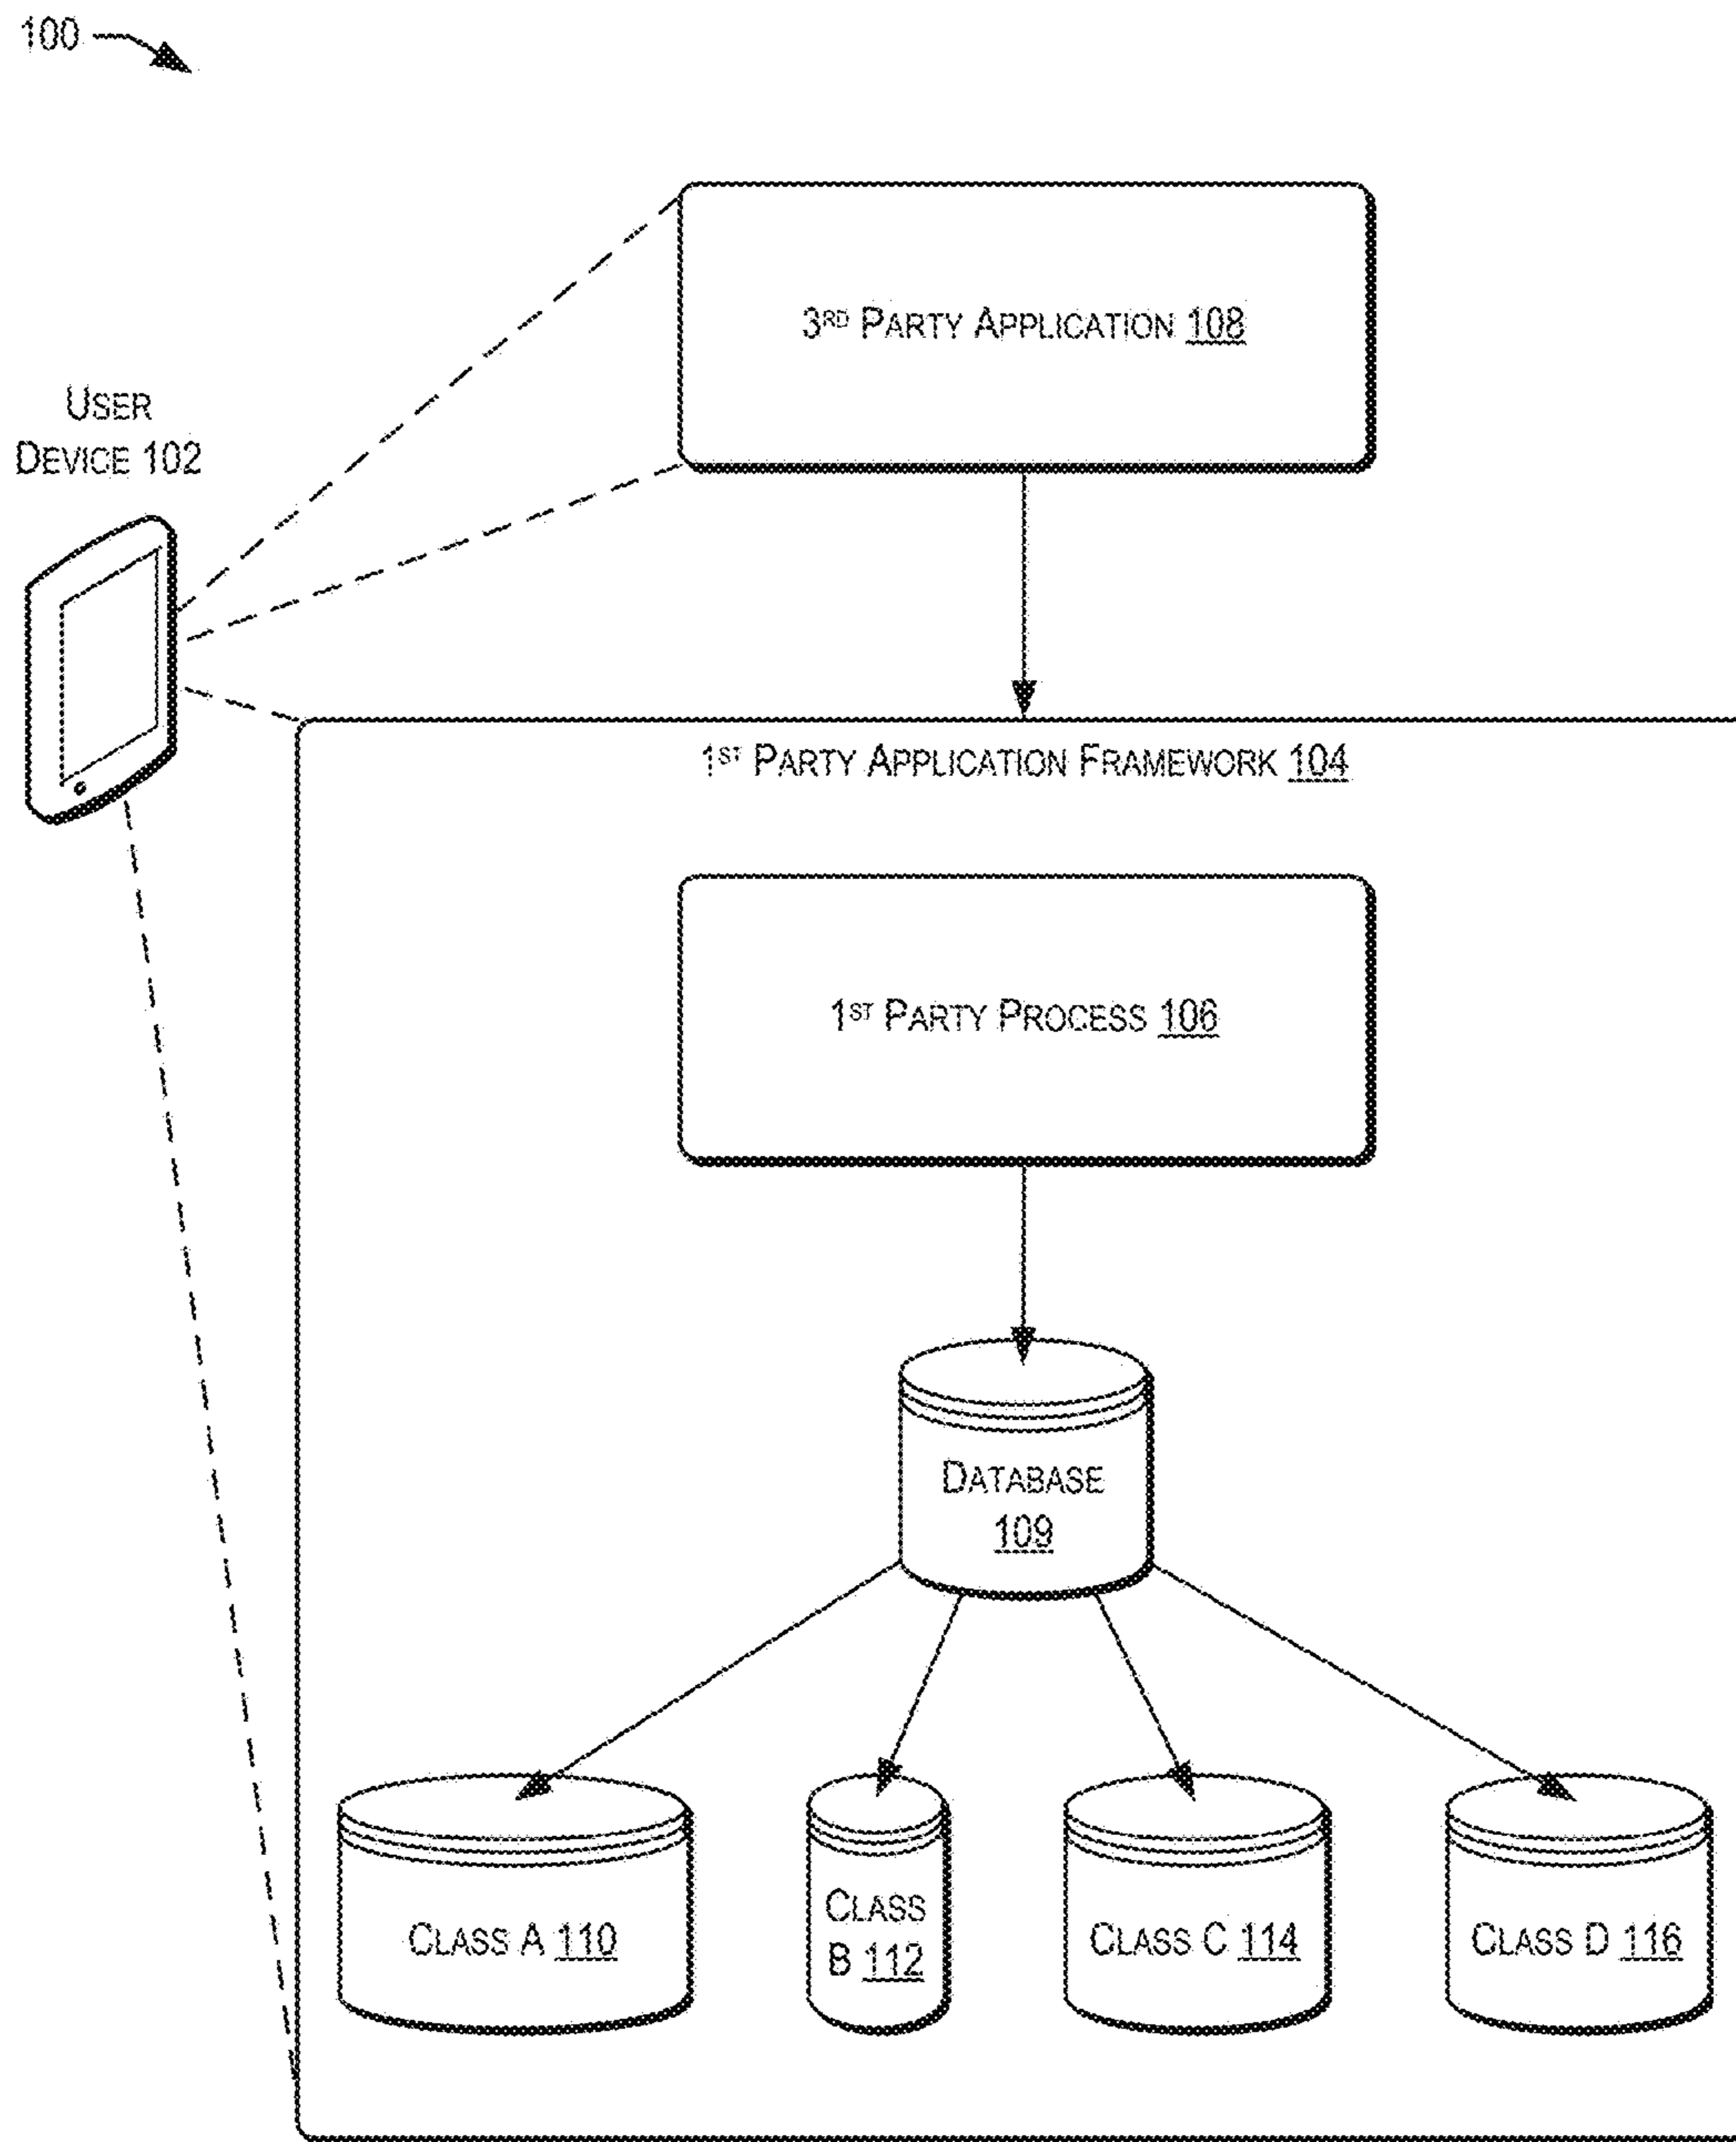 100
3RD PARTY APPLICATION 108
USER
DEVICE 102
1ST PARTY APPLICATION FRAMEWORK 104
1ST PARTY PROCESS 106
DATABASE
109
CLASS A 110
CLASS
B 112
CLASS C 114
CLASS D 116